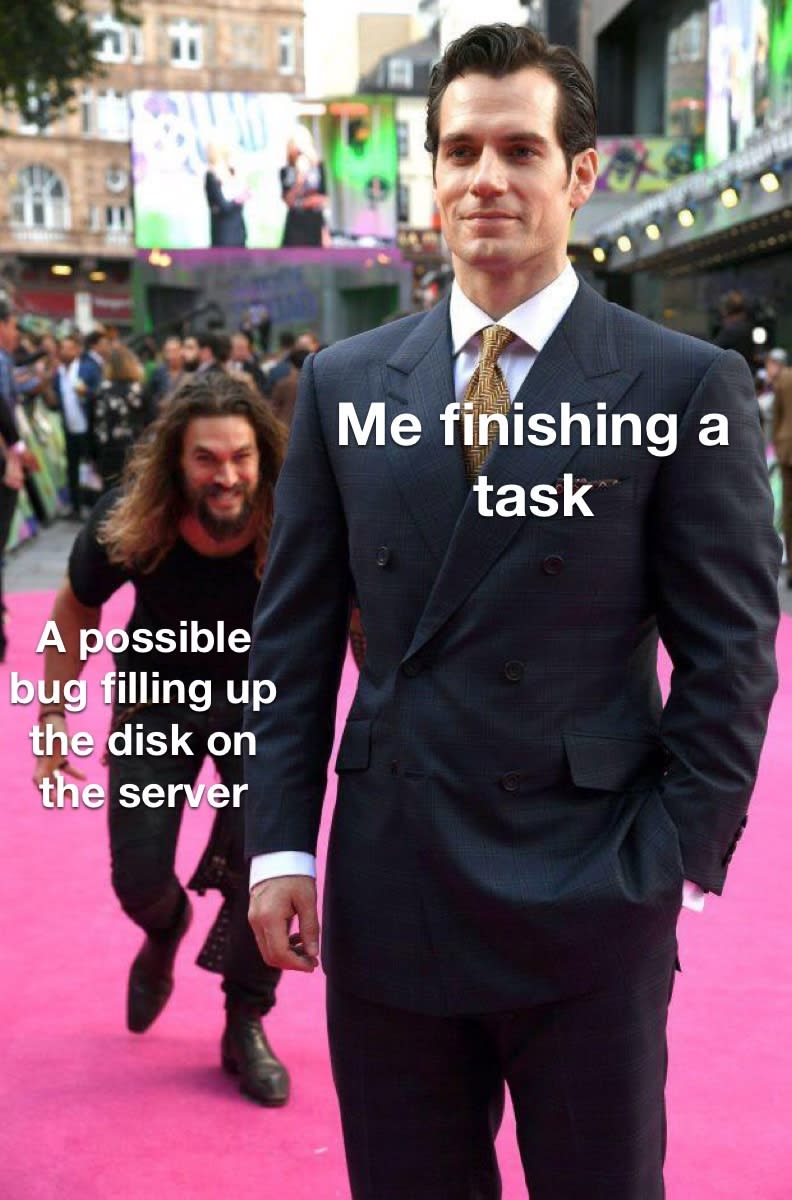 Me finishing a
task
A possible
bug filling up
the disk on
the server